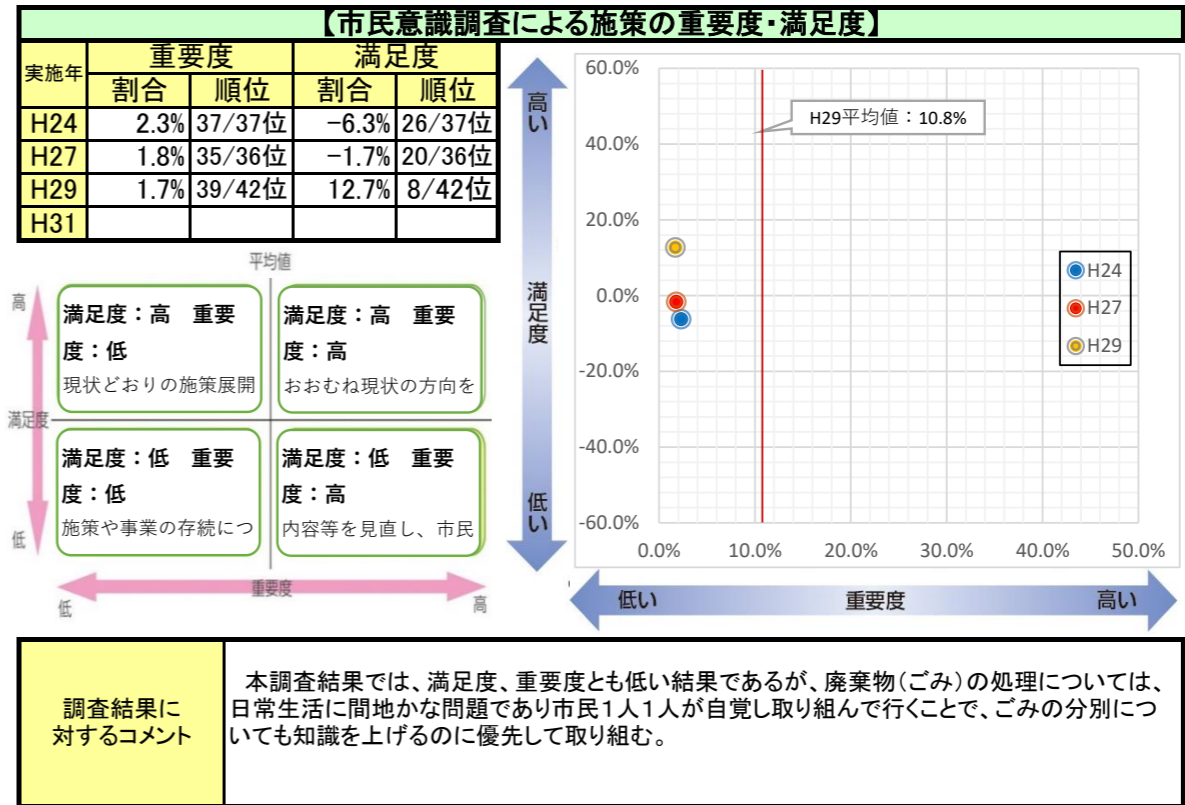 【市民意識調査による施策の重要度・満足度】
実施年 重要度 満足度
割合 順位 割合 順位
H24 2.3% 37/37位 −6.3% 26/37位
H27 1.8% 35/36位 −1.7% 20/36位
H29 1.7% 39/42位 12.7% 8/42位
H31
平均値
高
満足度：高　重要
度：低
現状どおりの施策展開
満足度：高　重要
度：高
おおむね現状の方向を
満足度
満足度：低　重要
度：低
施策や事業の存続につ
満足度：低　重要
度：高
内容等を見直し、市民
低
低
重要度
高
高い
満足度
低い
60.0%
40.0%
20.0%
0.0%
-20.0%
-40.0%
-60.0%
H29平均値：10.8%
H24
H27
H29
0.0% 10.0% 20.0% 30.0% 40.0% 50.0%
低い 重要度 高い
調査結果に
対するコメント
本調査結果では、満足度、重要度とも低い結果であるが、廃棄物（ごみ）の処理については、
日常生活に間地かな問題であり市民１人１人が自覚し取り組んで行くことで、ごみの分別につ
いても知識を上げるのに優先して取り組む。